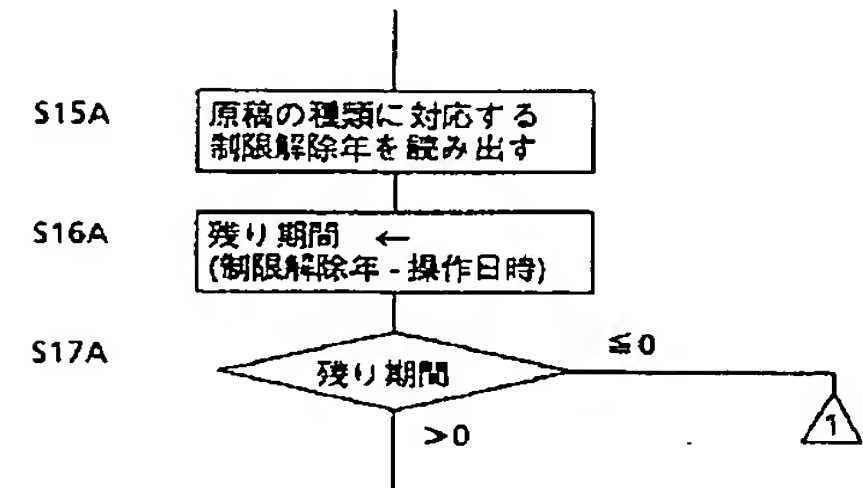 S15A
原稿の種類に対応する
制限解除年を読み出す
S16A
残り期間 ←
(制限解除年 - 操作日時)
S17A
残り期間
≦0
>0
1